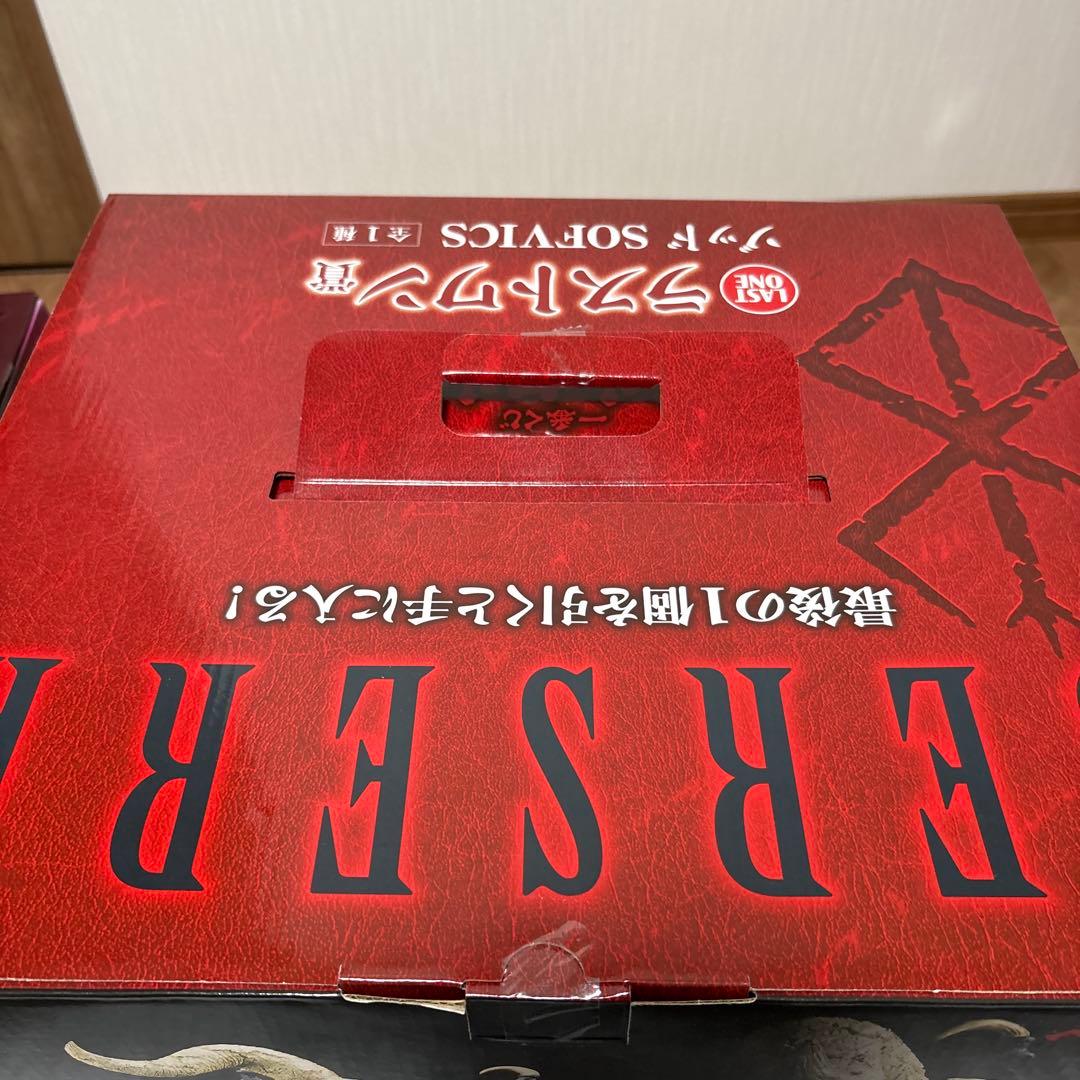 BERSERK
最後の1個を引くと手に入る!
一番くじ
LAST
ONE
ラストワン賞
ゾッド SOFVICS 全1種